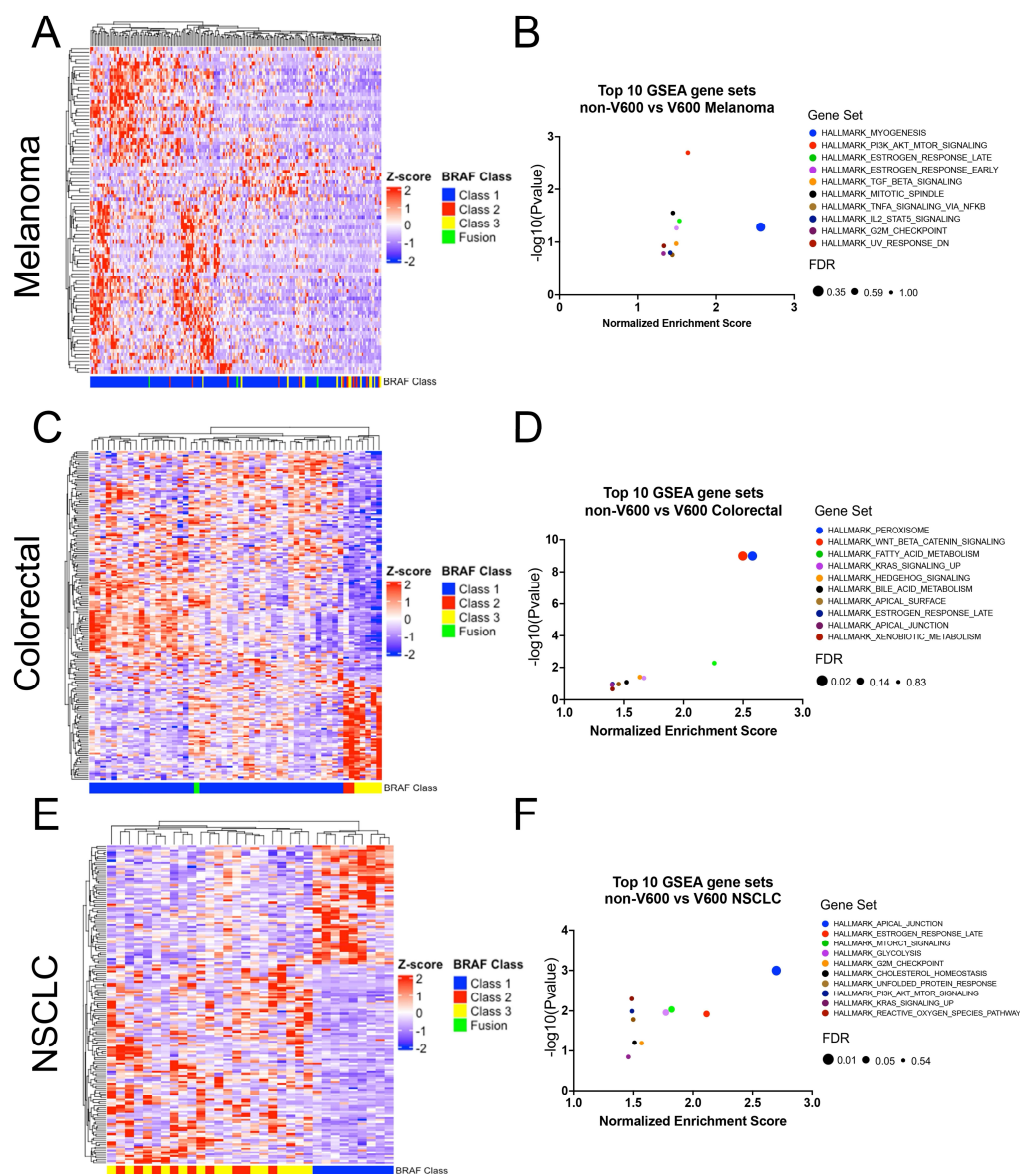 A
Melanoma
Z-score
2
1
0
-1
-2
BRAF Class
Class 1
Class 2
Class 3
Fusion
BRAF Class
B
Top 10 GSEA gene sets
non-V600 vs V600 Melanoma
-log10(Pvalue)
3
2
1
0
0
1
2
3
Normalized Enrichment Score
Gene Set
HALLMARK_MYOGENESIS
HALLMARK_PI3K_AKT_MTOR_SIGNALING
HALLMARK_ESTROGEN_RESPONSE_LATE
HALLMARK_ESTROGEN_RESPONSE_EARLY
HALLMARK_TGF_BETA_SIGNALING
HALLMARK_MITOTIC_SPINDLE
HALLMARK_TNFA_SIGNALING_VIA_NFKB
HALLMARK_IL2_STAT5_SIGNALING
HALLMARK_G2M_CHECKPOINT
HALLMARK_UV_RESPONSE_DN
FDR
0.35 0.59 1.00
C
Colorectal
Z-score
2
1
0
-1
-2
BRAF Class
Class 1
Class 2
Class 3
Fusion
BRAF Class
D
Top 10 GSEA gene sets
non-V600 vs V600 Colorectal
-log10(Pvalue)
10
8
6
4
2
0
1.0
1.5
2.0
2.5
3.0
Normalized Enrichment Score
Gene Set
HALLMARK_PEROXISOME
HALLMARK_WNT_BETA_CATENIN_SIGNALING
HALLMARK_FATTY_ACID_METABOLISM
HALLMARK_KRAS_SIGNALING_UP
HALLMARK_HEDGEHOG_SIGNALING
HALLMARK_BILE_ACID_METABOLISM
HALLMARK_APICAL_SURFACE
HALLMARK_ESTROGEN_RESPONSE_LATE
HALLMARK_APICAL_JUNCTION
HALLMARK_XENOBIOTIC_METABOLISM
FDR
0.02 0.14 0.83
E
NSCLC
Z-score
2
1
0
-1
-2
BRAF Class
Class 1
Class 2
Class 3
Fusion
BRAF Class
F
Top 10 GSEA gene sets
non-V600 vs V600 NSCLC
-log10(Pvalue)
4
3
2
1
0
1.0
1.5
2.0
2.5
3.0
Normalized Enrichment Score
Gene Set
HALLMARK_APICAL_JUNCTION
HALLMARK_ESTROGEN_RESPONSE_LATE
HALLMARK_MTORC1_SIGNALING
HALLMARK_GLYCOLYSIS
HALLMARK_G2M_CHECKPOINT
HALLMARK_CHOLESTEROL_HOMEOSTASIS
HALLMARK_UNFOLDED_PROTEIN_RESPONSE
HALLMARK_PI3K_AKT_MTOR_SIGNALING
HALLMARK_KRAS_SIGNALING_UP
HALLMARK_REACTIVE_OXYGEN_SPECIES_PATHWAY
FDR
0.01 0.05 0.54